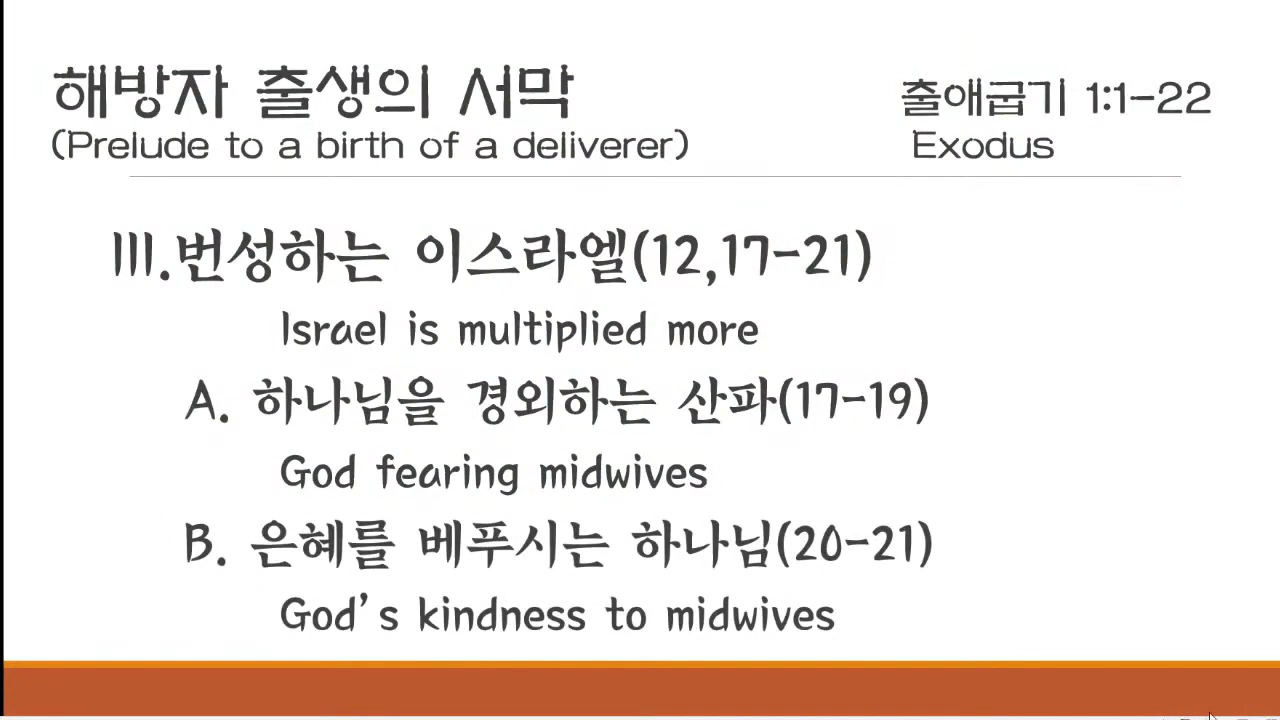 해방자 출생의 서막
출애굽기 1:1-22
(Prelude to a birth of a deliverer)
Exodus
III.번성하는 이스라엘(12,17-21)
Israel is multiplied more
A. 하나님을 경외하는 산파(17-19)
God fearing midwives
B. 은혜를 베푸시는 하나님(20-21)
God's kindness to midwives